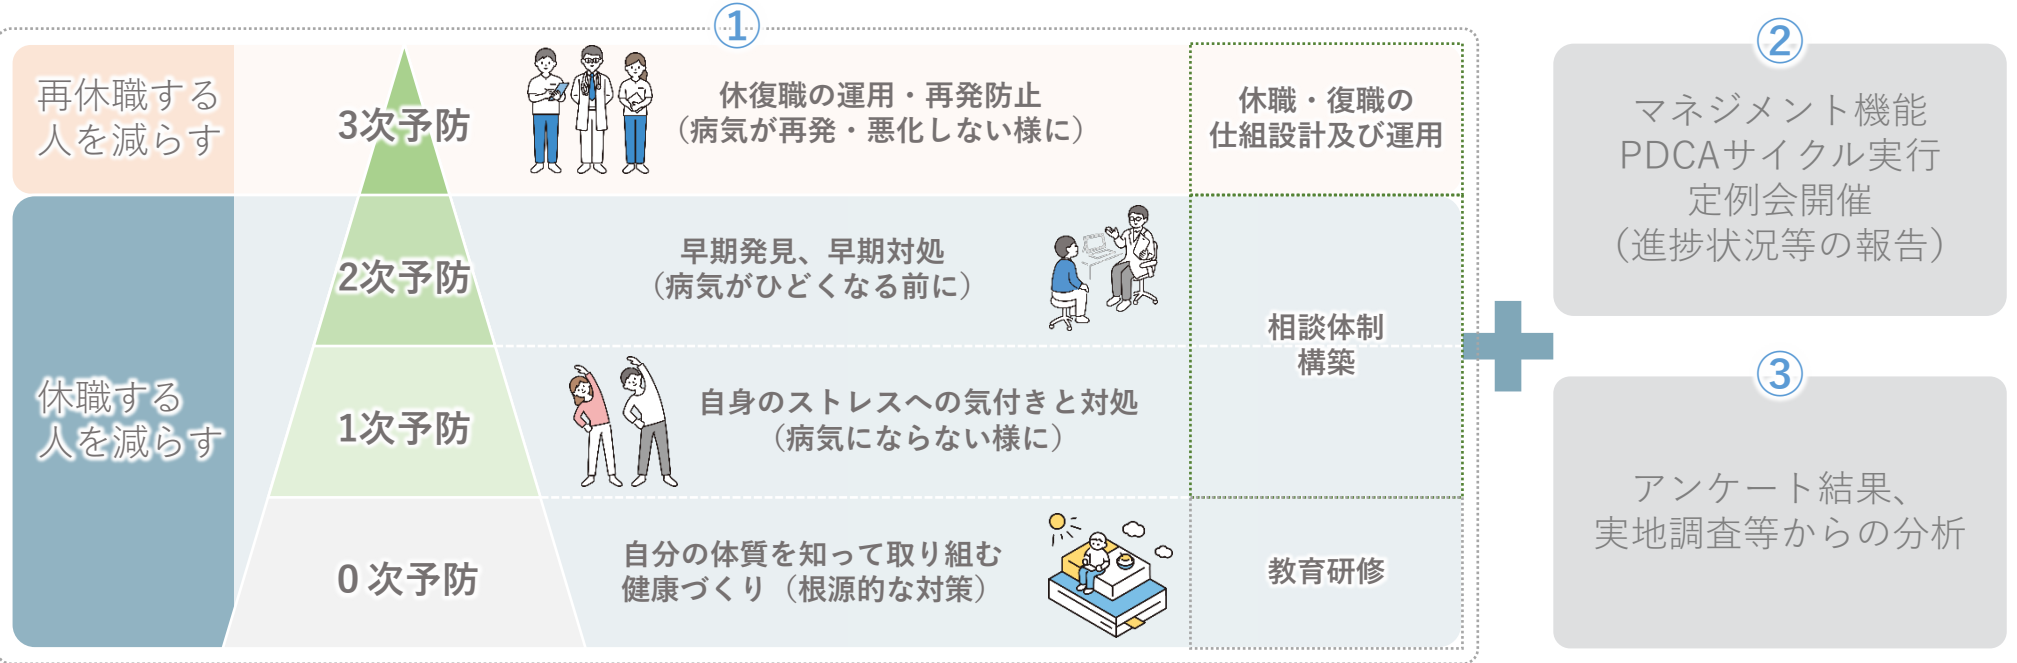 ①
再休職する
人を減らす
3次予防
休復職の運用・再発防止
（病気が再発・悪化しない様に）
休職・復職の
仕組設計及び運用
休職する
人を減らす
2次予防
早期発見、早期対処
（病気がひどくなる前に）
相談体制
構築
1次予防
自身のストレスへの気付きと対処
（病気にならない様に）
0次予防
自分の体質を知って取り組む
健康づくり（根源的な対策）
教育研修
②
マネジメント機能
PDCAサイクル実行
定例会開催
（進捗状況等の報告）
③
アンケート結果、
実地調査等からの分析